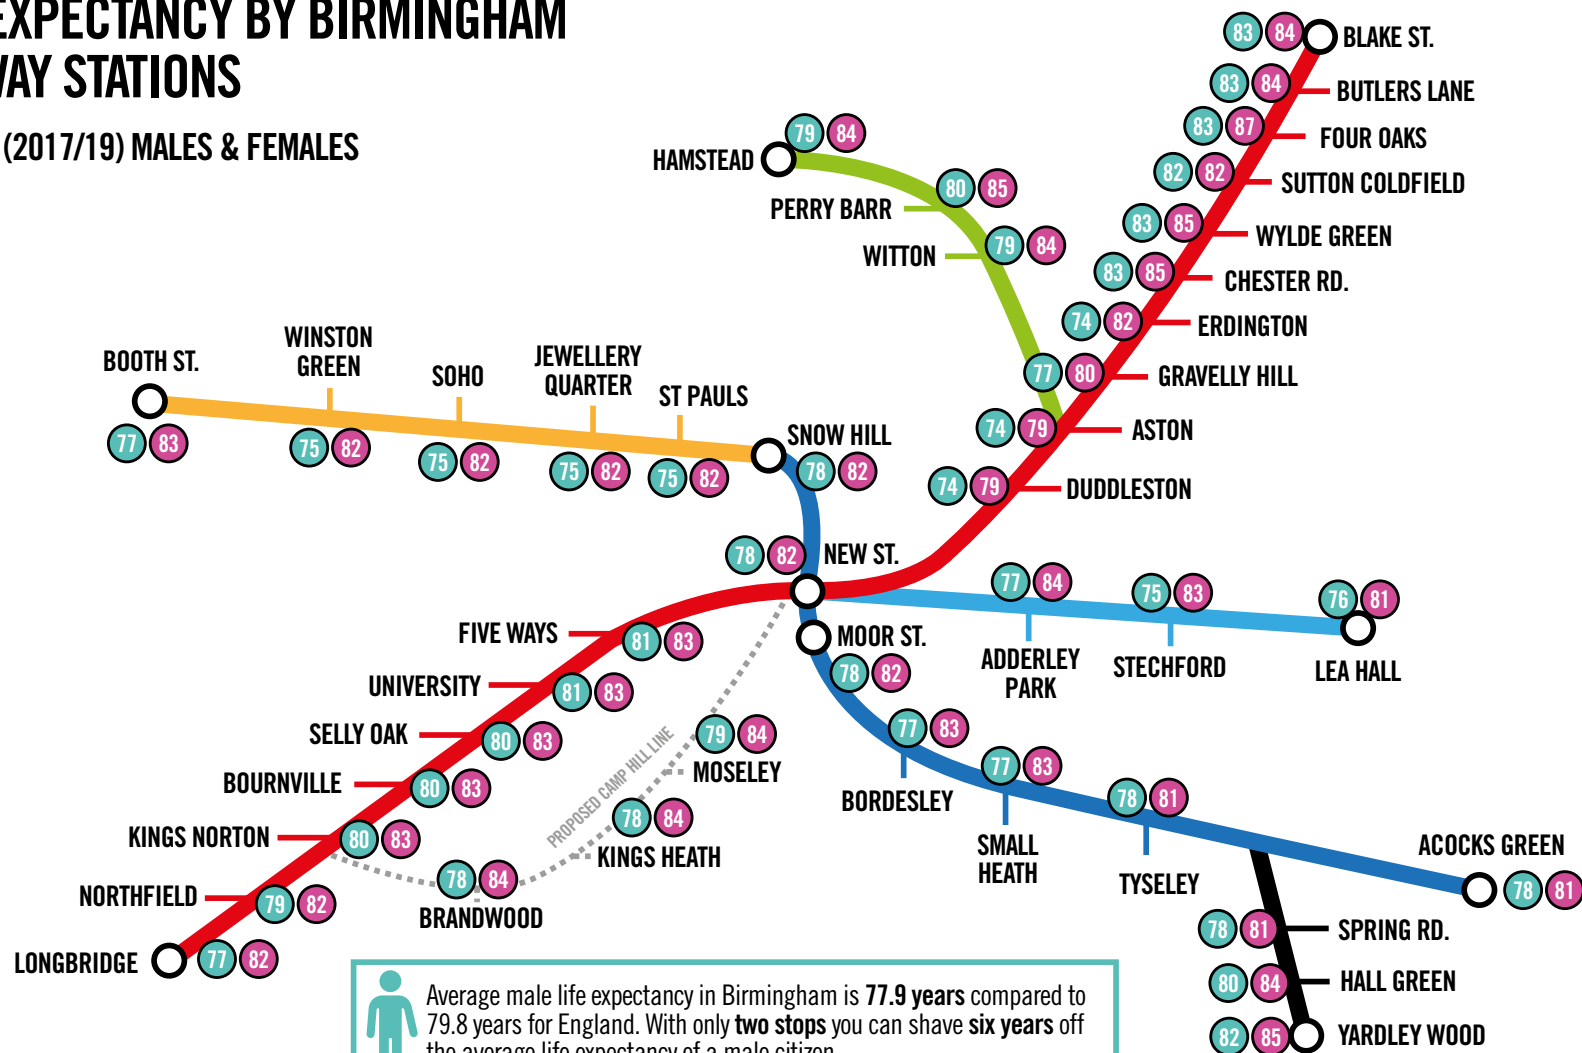 EXPECTANCY BY BIRMINGHAM
WAY STATIONS
(2017/19) MALES & FEMALES
83 84 BLAKE ST.
83 84 BUTLERS LANE
83 87 FOUR OAKS
82 82 SUTTON COLDFIELD
83 85 WYLDE GREEN
83 85 CHESTER RD.
74 82 ERDINGTON
77 80 GRAVELLY HILL
74 79 ASTON
74 79 DUDDLESTON
79 84
HAMSTEAD
80 85
PERRY BARR
79 84
WITTON
BOOTH ST.
77 83
WINSTON
GREEN
75 82
SOHO
75 82
JEWELLERY
QUARTER
75 82
ST PAULS
75 82
SNOW HILL
78 82
78 82 NEW ST.
MOOR ST.
78 82
77 84
ADDERLEY
PARK
75 83
STECHFORD
76 81
LEA HALL
FIVE WAYS 81 83
UNIVERSITY 81 83
SELLY OAK 80 83
BOURNVILLE 80 83
KINGS NORTON 80 83
NORTHFIELD 79 82
LONGBRIDGE 77 82
PROPOSED CAMP HILL LINE
79 84
MOSELEY
78 84
KINGS HEATH
78 84
BRANDWOOD
77 83
BORDESLEY
77 83
SMALL
HEATH
78 81
TYSELEY
ACOCKS GREEN
78 81
78 81 SPRING RD.
80 84 HALL GREEN
82 85 YARDLEY WOOD
Average male life expectancy in Birmingham is 77.9 years compared to
79.8 years for England. With only two stops you can shave six years off
the average life expectancy of a male citizen